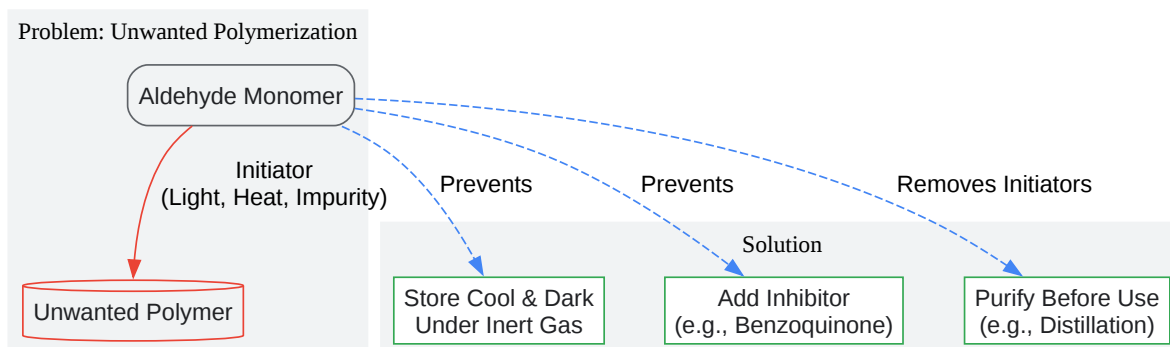 Problem: Unwanted Polymerization
Aldehyde Monomer
Initiator
(Light, Heat, Impurity)
Prevents
Prevents
Removes Initiators
Solution
Unwanted Polymer
Store Cool & Dark
Under Inert Gas
Add Inhibitor
(e.g., Benzoquinone)
Purify Before Use
(e.g., Distillation)